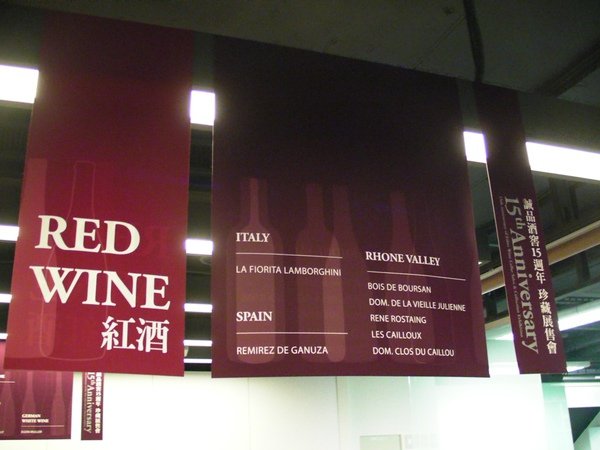 RED
WINE
紅酒
ITALY
LA FIORITA LAMBORGHINI
SPAIN
REMIREZ DE GANUZA
RHONE VALLEY
BOIS DE BOURSAN
DOM. DE LA VIEILLE JULIENNE
RENE ROSTAING
LES CAILLOUX
DOM. CLOS DU CAILLOU
誠品酒窖15週年 珍藏展售會
15th Anniversary
GERMAN
WHITE WINE
15th Anniversary